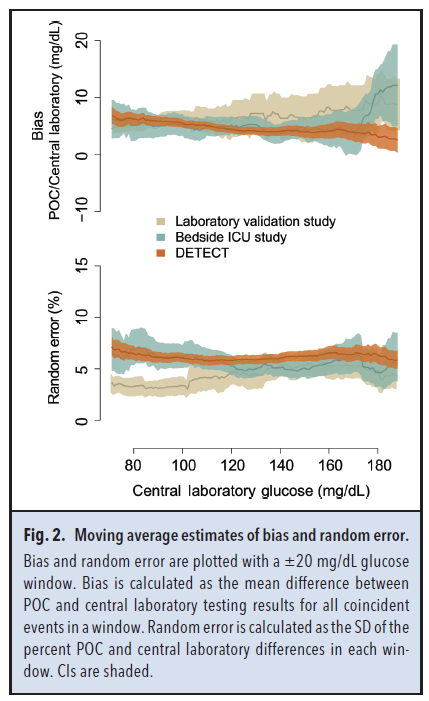 20
10
0
−10
Bias
POC/Central laboratory (mg/dL)
Laboratory validation study
Bedside ICU study
DETECT
15
10
5
0
Random error (%)
80 100 120 140 160 180
Central laboratory glucose (mg/dL)
Fig. 2. Moving average estimates of bias and random error.
Bias and random error are plotted with a ±20 mg/dL glucose
window. Bias is calculated as the mean difference between
POC and central laboratory testing results for all coincident
events in a window. Random error is calculated as the SD of the
percent POC and central laboratory differences in each win-
dow. CIs are shaded.